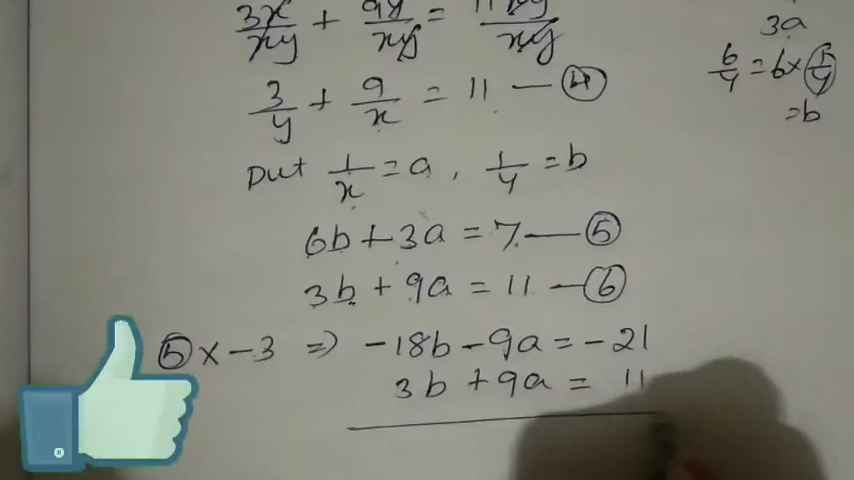 3x/xy + 9y/xy = 11xy/xy
3/y + 9/x = 11 — ④
Put 1/x = a, 1/y = b
6b + 3a = 7 — ⑤
3b + 9a = 11 — ⑥
⑤ x -3 ⇒ -18b - 9a = -21
3b + 9a = 11
3a
6/y = 6 x 1/y
= b